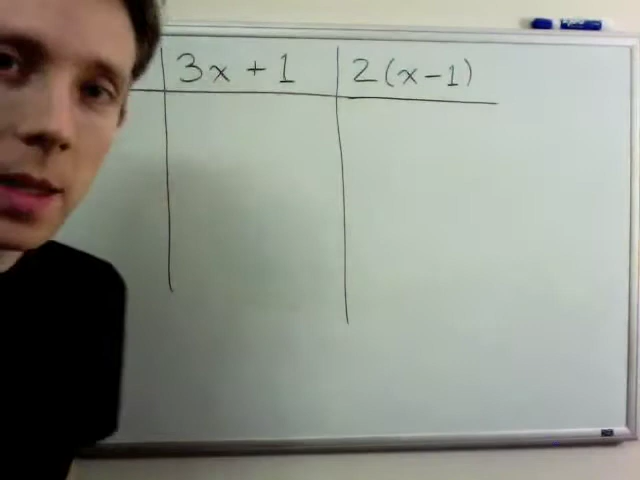 3x + 1
2(x-1)